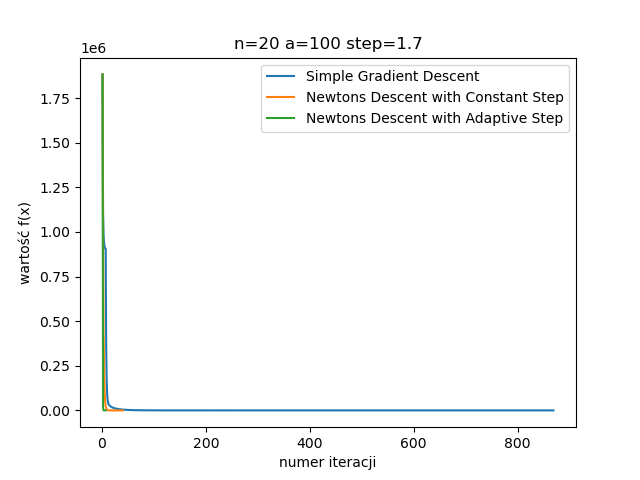 n=20 a=100 step=1.7
1e6
Simple Gradient Descent
Newtons Descent with Constant Step
Newtons Descent with Adaptive Step
wartość f(x)
1.75
1.50
1.25
1.00
0.75
0.50
0.25
0.00
0 200 400 600 800
numer iteracji